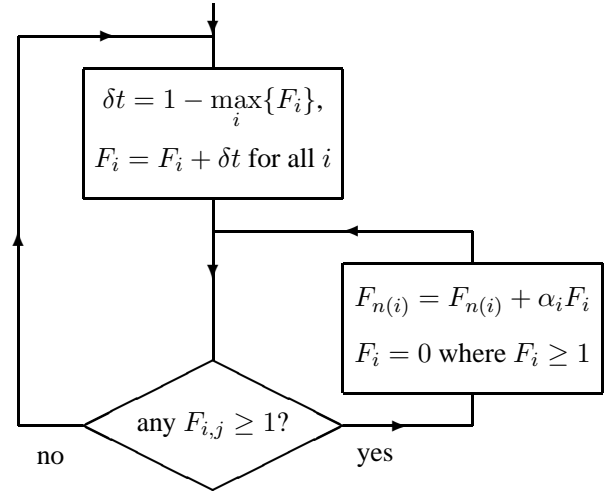 δt = 1 − max{F_i},
i
F_i = F_i + δt for all i
F_{n(i)} = F_{n(i)} + α_i F_i
F_i = 0 where F_i ≥ 1
any F_{i,j} ≥ 1?
no
yes